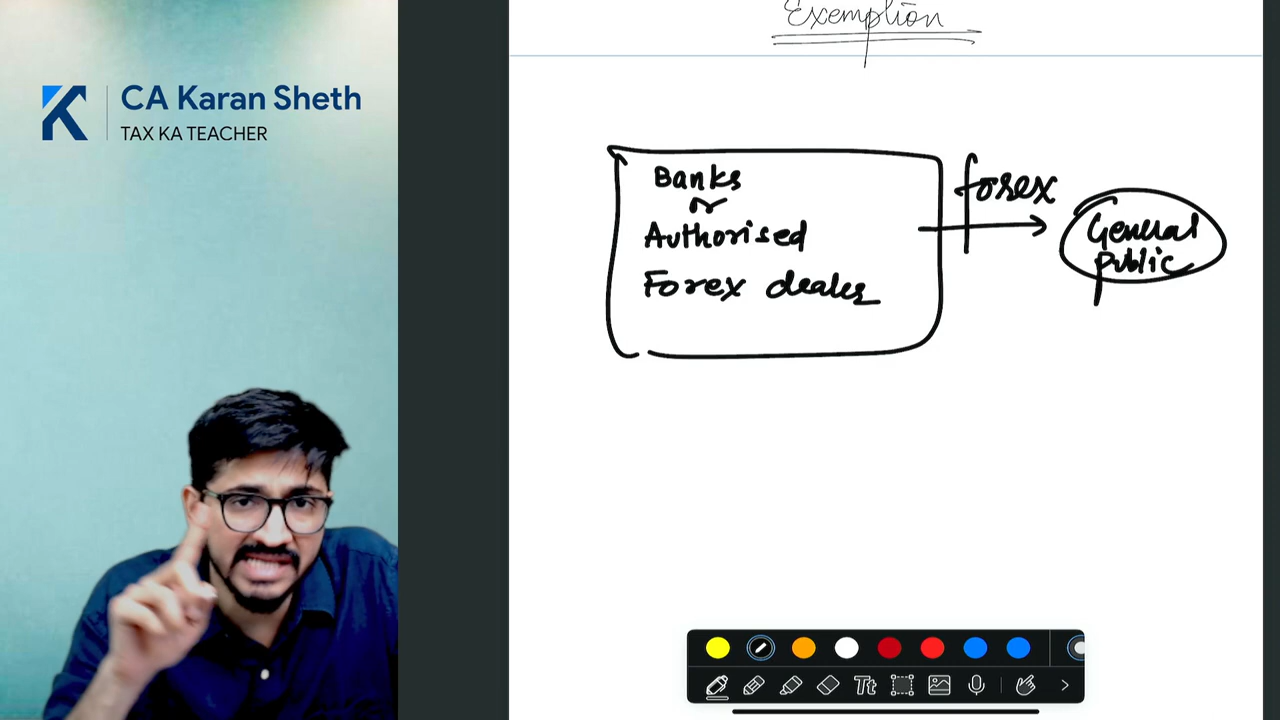 CA Karan Sheth
TAX KA TEACHER
Exemption
Banks
or
Authorised
Forex dealer
forex
General
public
Tt